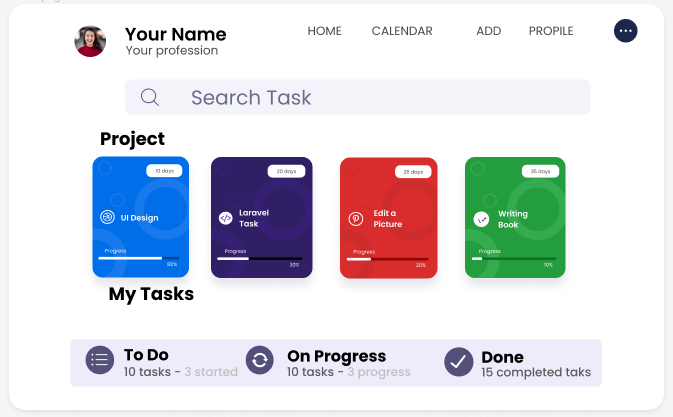 Your Name
Your profession
HOME CALENDAR ADD PROPILE
Search Task
Project
10 days
UI Design
Progress
60%
20 days
Laravel
Task
Progress
30%
25 days
Edit a
Picture
Progress
20%
35 days
Writing
Book
Progress
10%
My Tasks
To Do
10 tasks - 3 started
On Progress
10 tasks - 3 progress
Done
15 completed taks